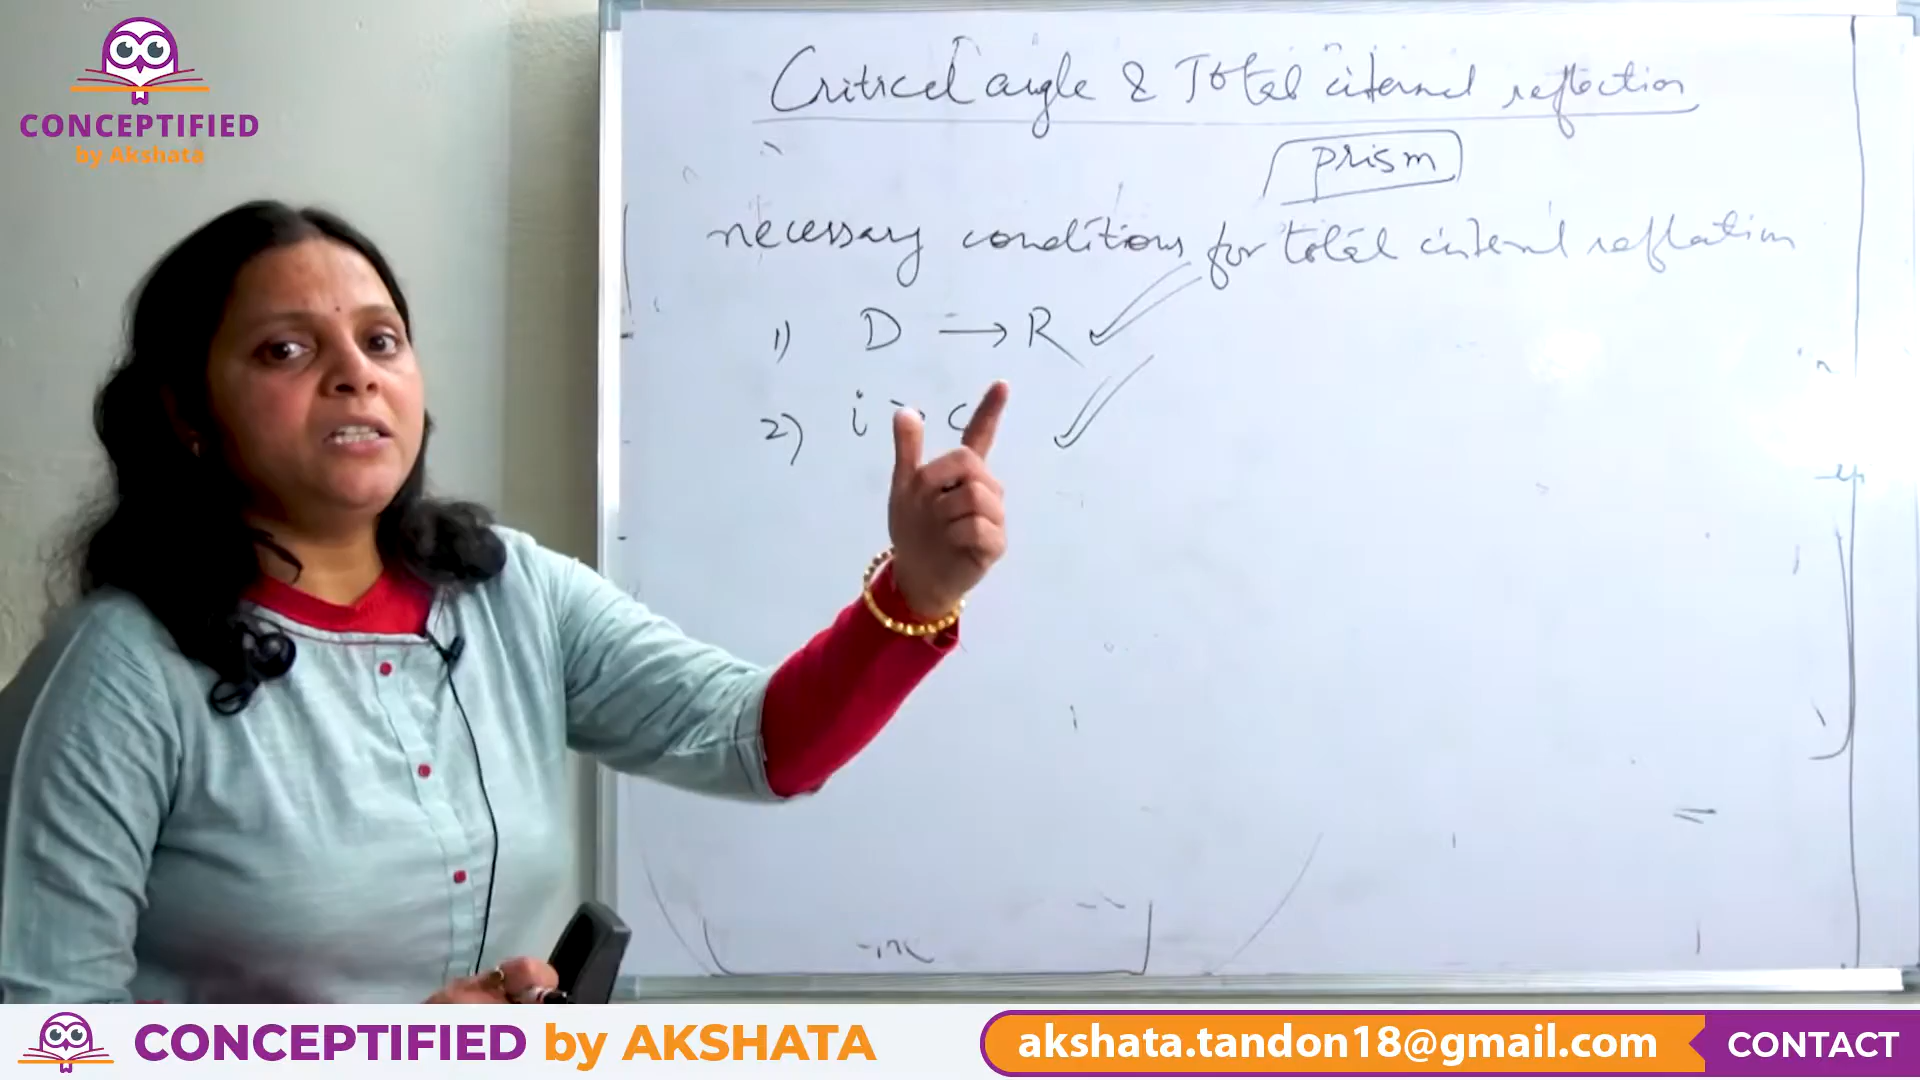 CONCEPTIFIED
by Akshata
Critical angle & Total internal reflection
prism
necessary conditions for total internal reflection
1) D → R
2) i > c
CONCEPTIFIED by AKSHATA
akshata.tandon18@gmail.com
CONTACT